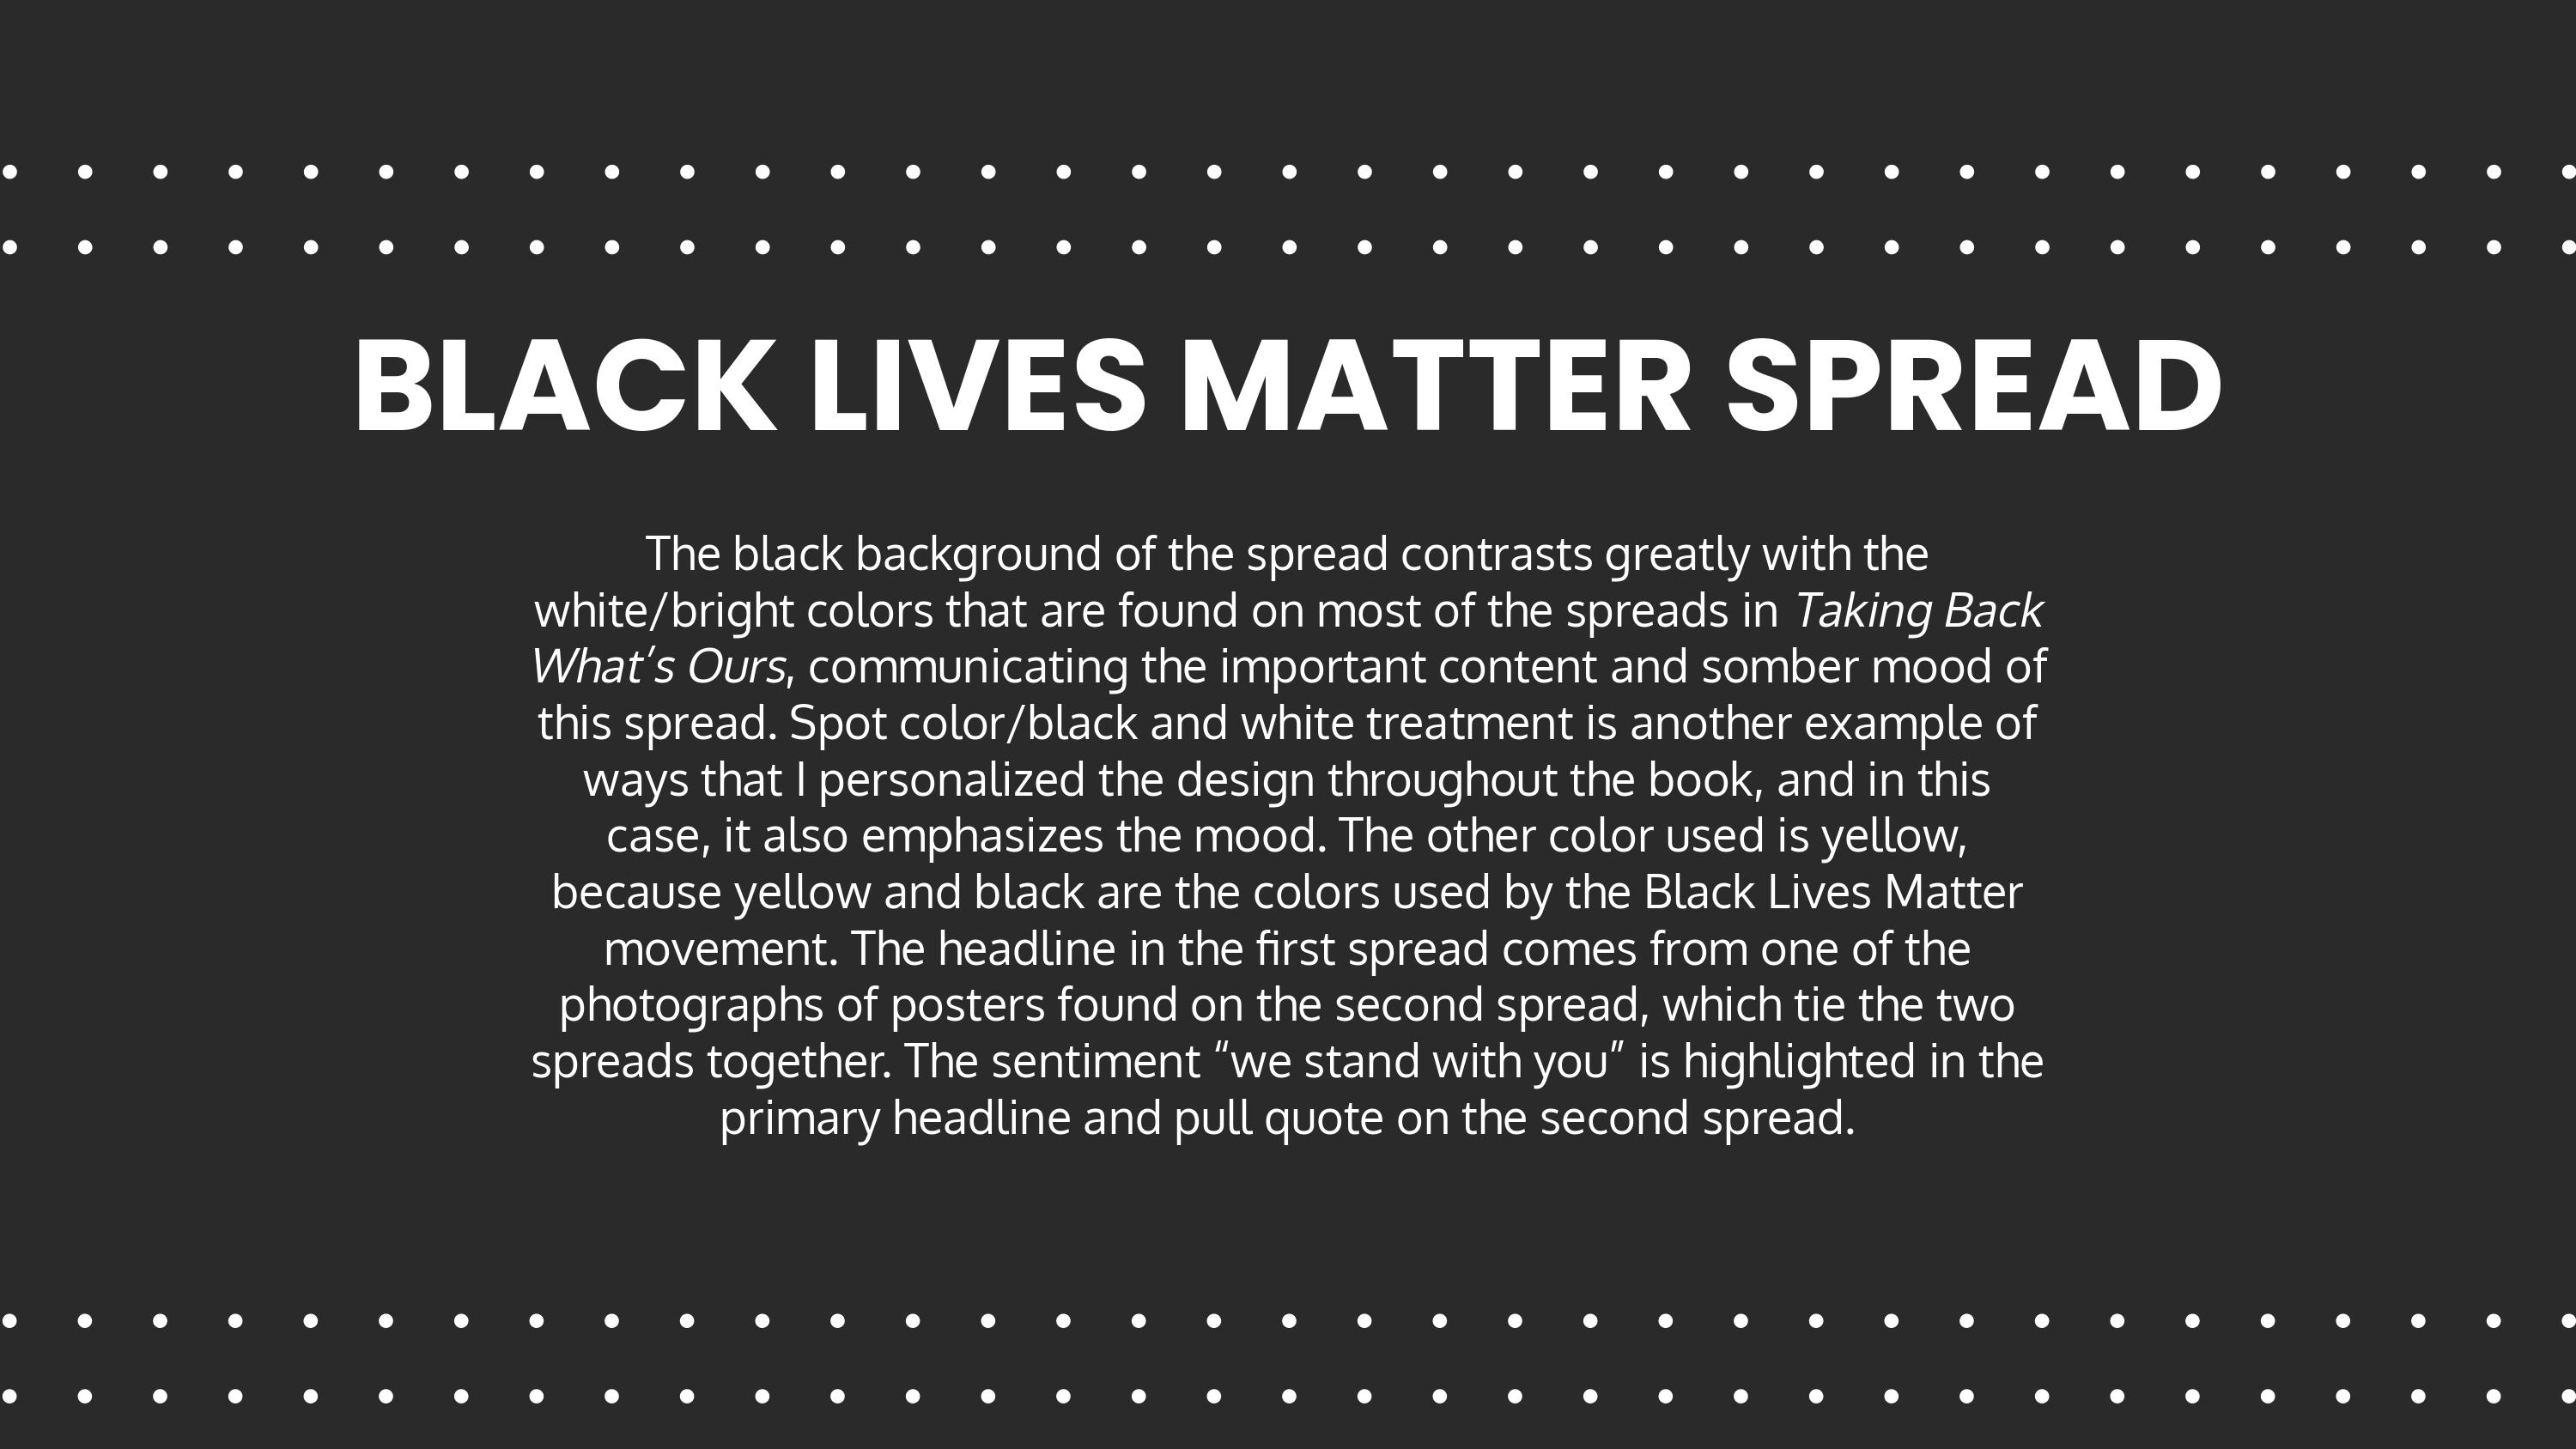 BLACK LIVES MATTER SPREAD
The black background of the spread contrasts greatly with the
white/bright colors that are found on most of the spreads in Taking Back
What's Ours, communicating the important content and somber mood of
this spread. Spot color/black and white treatment is another example of
ways that I personalized the design throughout the book, and in this
case, it also emphasizes the mood. The other color used is yellow,
because yellow and black are the colors used by the Black Lives Matter
movement. The headline in the first spread comes from one of the
photographs of posters found on the second spread, which tie the two
spreads together. The sentiment “we stand with you” is highlighted in the
primary headline and pull quote on the second spread.